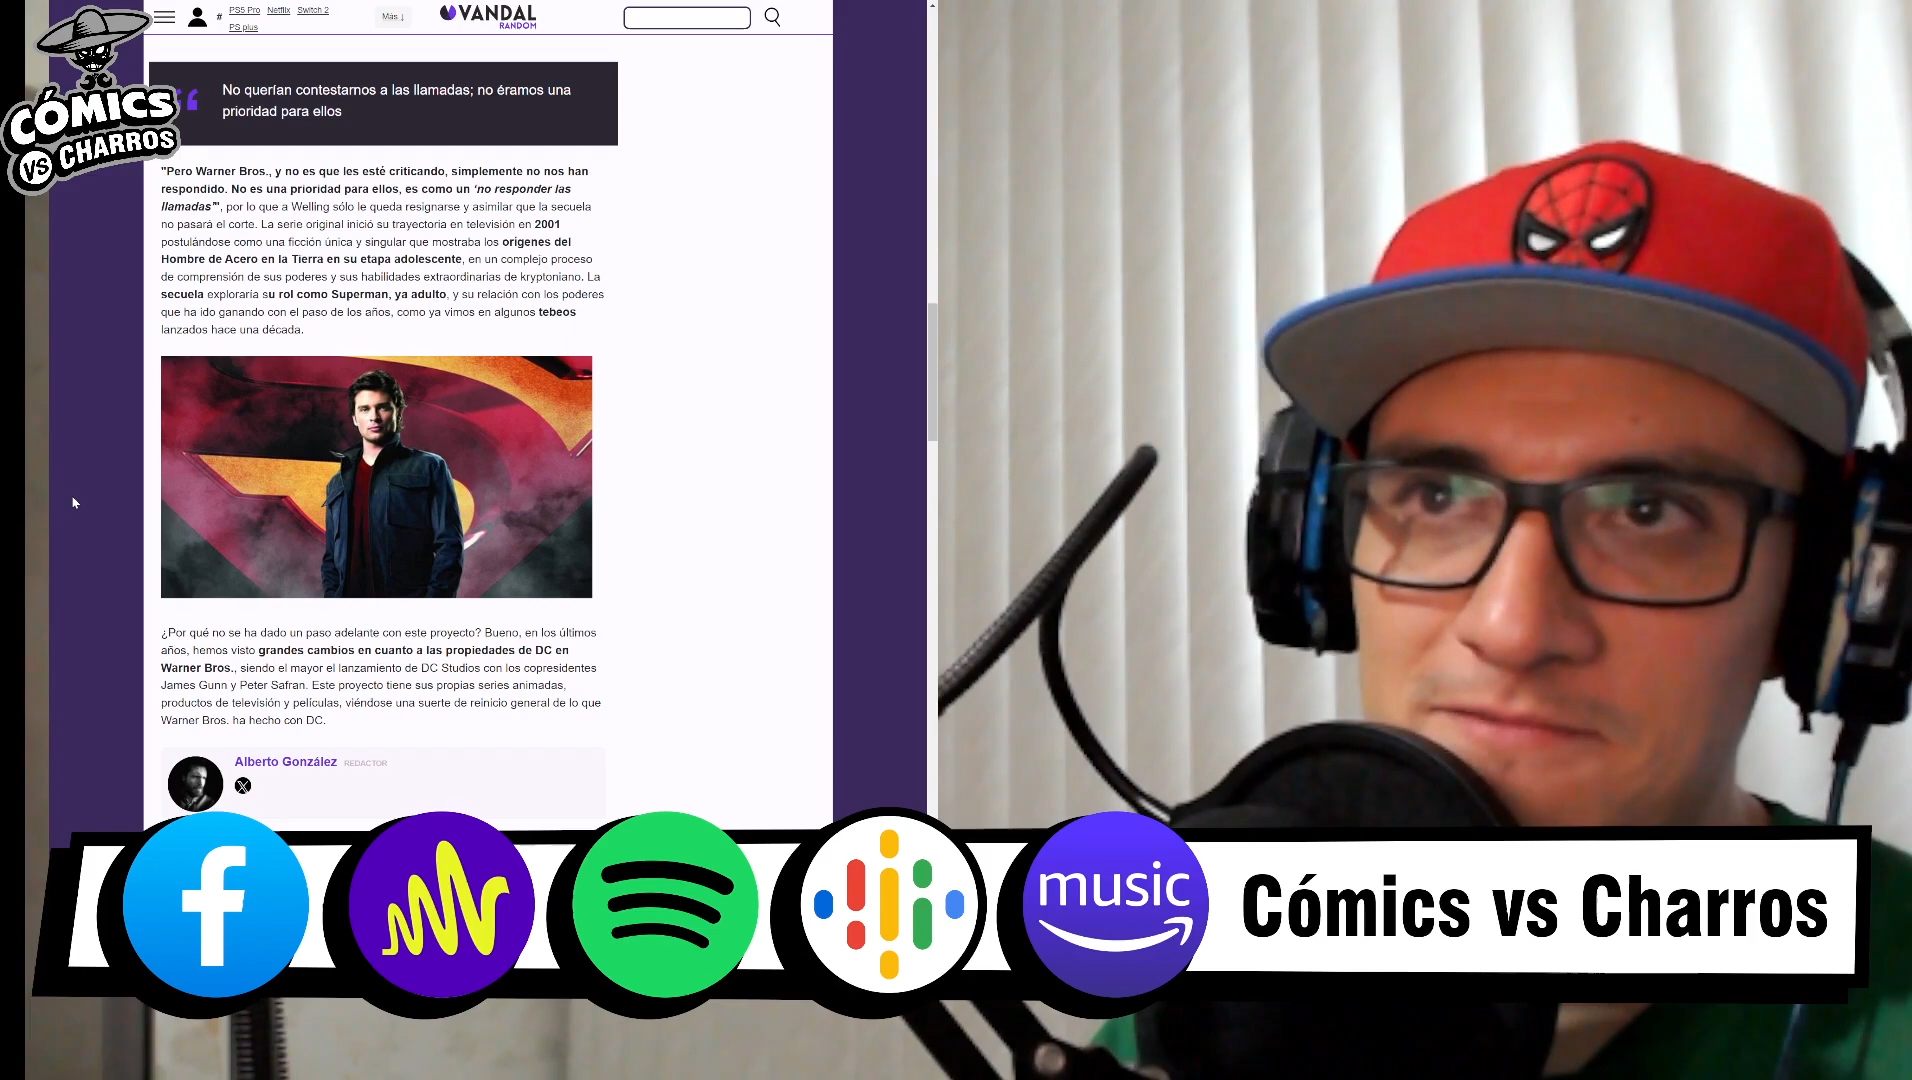 CÓMICS
VS
CHARROS
#
PS5 Pro Netflix Switch 2
PS plus
Más ↓
VANDAL
RANDOM
No querían contestarnos a las llamadas; no éramos una
prioridad para ellos
"Pero Warner Bros., y no es que les esté criticando, simplemente no nos han
respondido. No es una prioridad para ellos, es como un ‘no responder las
llamadas’", por lo que a Welling sólo le queda resignarse y asimilar que la secuela
no pasará el corte. La serie original inició su trayectoria en televisión en 2001
postulándose como una ficción única y singular que mostraba los orígenes del
Hombre de Acero en la Tierra en su etapa adolescente, en un complejo proceso
de comprensión de sus poderes y sus habilidades extraordinarias de kryptoniano. La
secuela exploraría su rol como Superman, ya adulto, y su relación con los poderes
que ha ido ganando con el paso de los años, como ya vimos en algunos tebeos
lanzados hace una década.
¿Por qué no se ha dado un paso adelante con este proyecto? Bueno, en los últimos
años, hemos visto grandes cambios en cuanto a las propiedades de DC en
Warner Bros., siendo el mayor el lanzamiento de DC Studios con los copresidentes
James Gunn y Peter Safran. Este proyecto tiene sus propias series animadas,
productos de televisión y películas, viéndose una suerte de reinicio general de lo que
Warner Bros. ha hecho con DC.
Alberto González REDACTOR
music
Cómics vs Charros